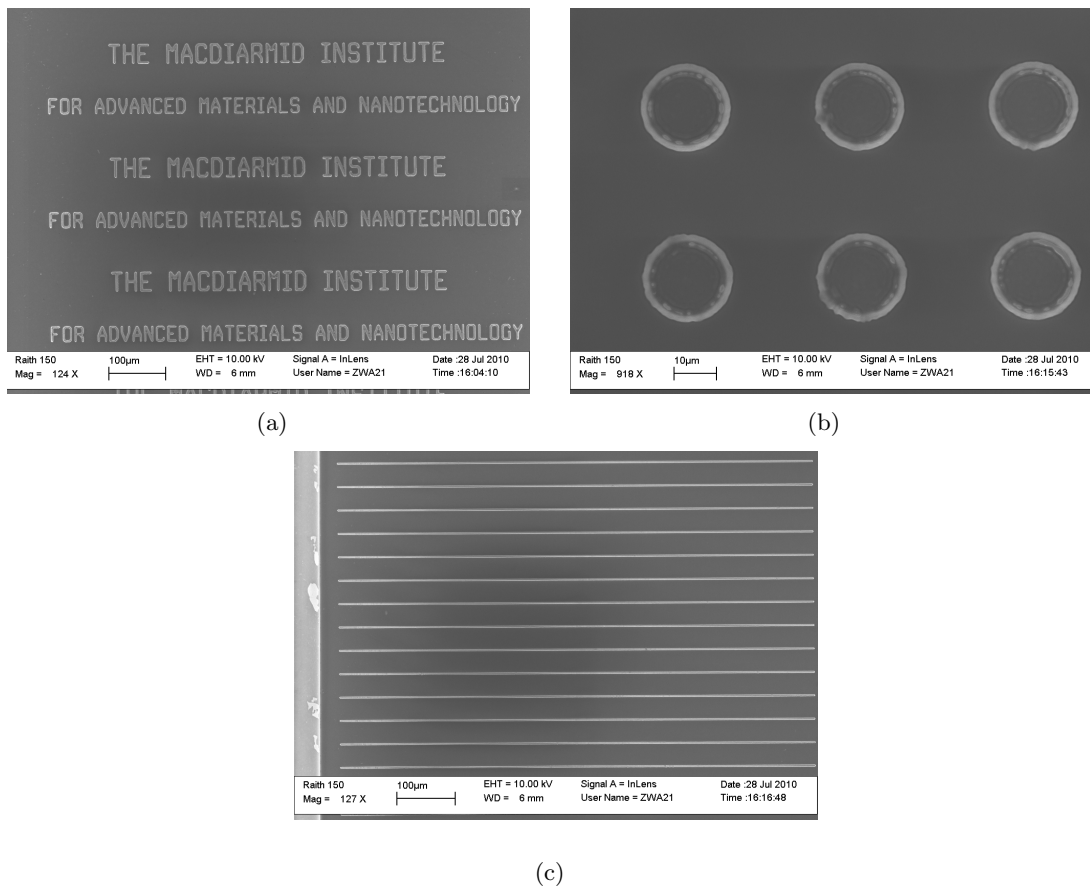 THE MACDIARMID INSTITUTE
FOR ADVANCED MATERIALS AND NANOTECHNOLOGY
THE MACDIARMID INSTITUTE
FOR ADVANCED MATERIALS AND NANOTECHNOLOGY
THE MACDIARMID INSTITUTE
FOR ADVANCED MATERIALS AND NANOTECHNOLOGY
Raith 150 100µm EHT = 10.00 kV Signal A = InLens Date :28 Jul 2010
Mag = 124 X WD = 6 mm User Name = ZWA21 Time :16:04:10
THE MACDIARMID INSTITUTE
(a)
Raith 150 10µm EHT = 10.00 kV Signal A = InLens Date :28 Jul 2010
Mag = 918 X WD = 6 mm User Name = ZWA21 Time :16:15:43
(b)
Raith 150 100µm EHT = 10.00 kV Signal A = InLens Date :28 Jul 2010
Mag = 127 X WD = 6 mm User Name = ZWA21 Time :16:16:48
(c)